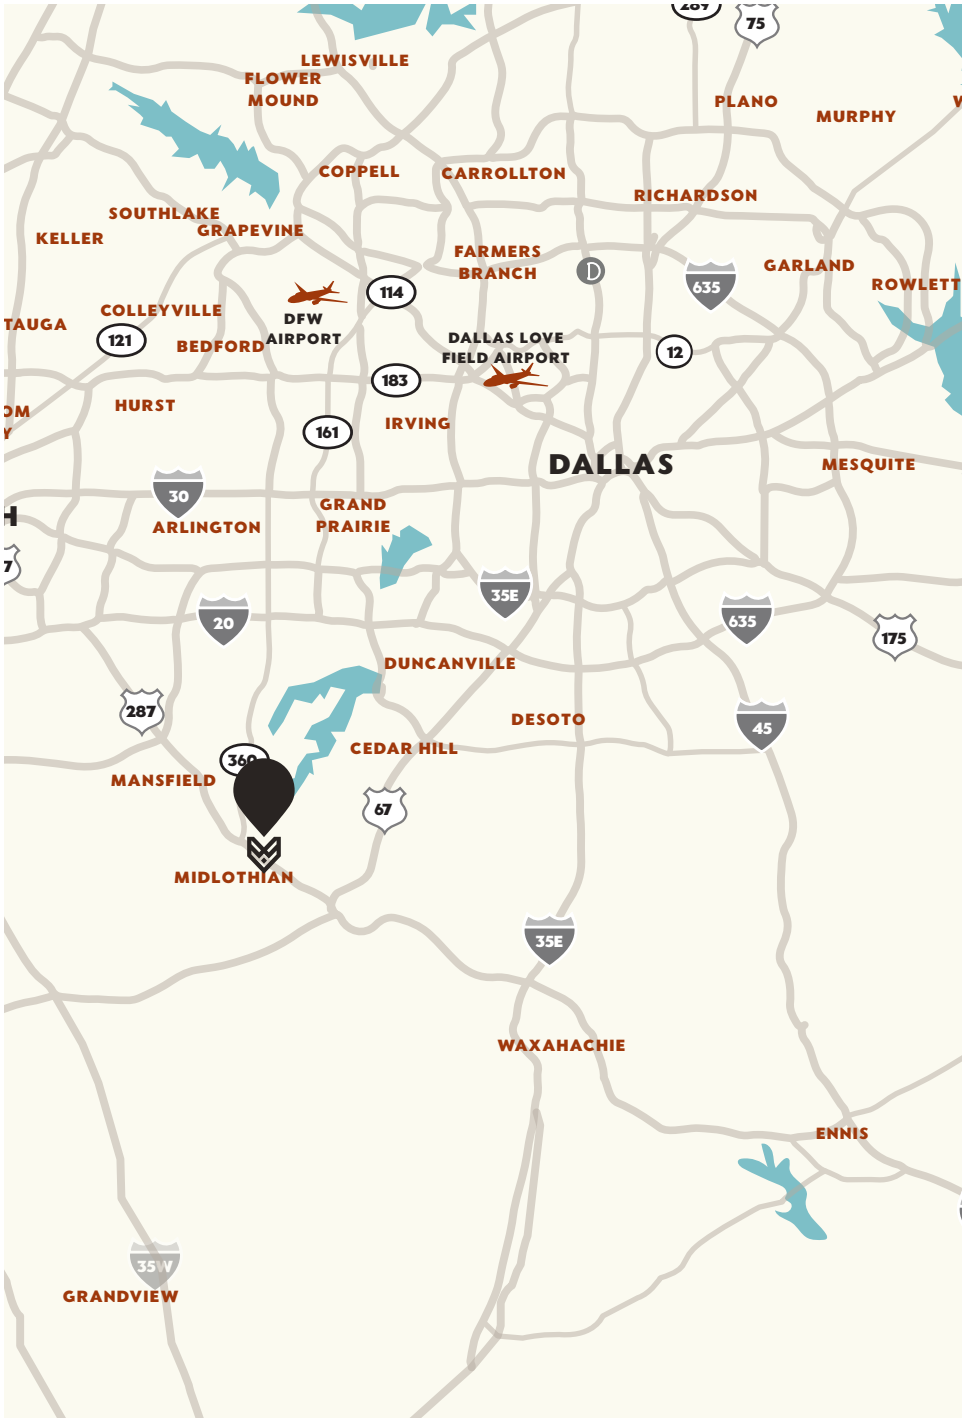 289
75
LEWISVILLE
FLOWER
MOUND
PLANO
MURPHY
W
COPPELL
CARROLLTON
RICHARDSON
SOUTHLAKE
GRAPEVINE
KELLER
FARMERS
BRANCH
D
GARLAND
635
ROWLETT
114
COLLEYVILLE
DFW
AIRPORT
TAUGA
121
BEDFORD
DALLAS LOVE
FIELD AIRPORT
12
183
HURST
OM
Y
161
IRVING
DALLAS
MESQUITE
30
GRAND
PRAIRIE
H
ARLINGTON
7
35E
20
635
175
DUNCANVILLE
287
DESOTO
45
CEDAR HILL
360
MANSFIELD
67
MIDLOTHIAN
35E
WAXAHACHIE
ENNIS
35W
GRANDVIEW